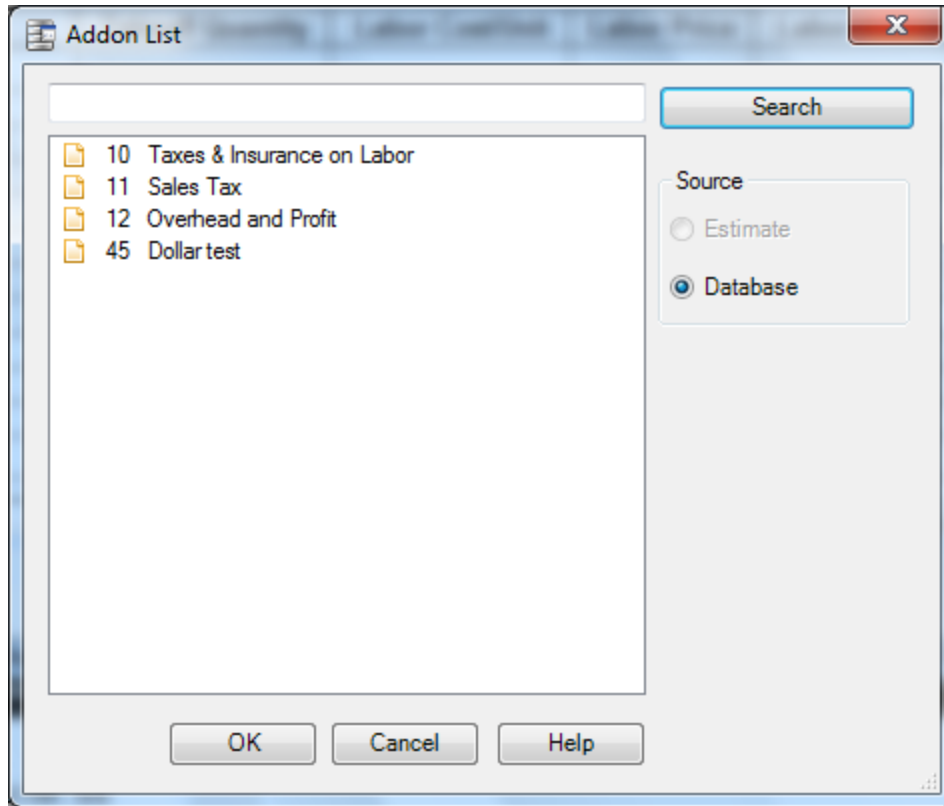 Addon List
Search
10 Taxes & Insurance on Labor
11 Sales Tax
12 Overhead and Profit
45 Dollar test
Source
Estimate
Database
OK
Cancel
Help